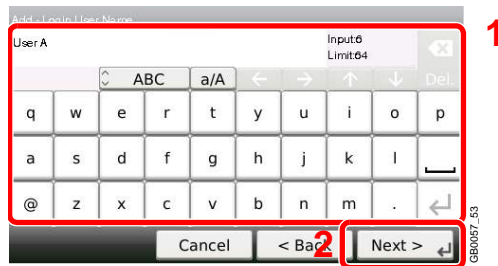 Add - Login User Name
User A
Input:6
Limit:64
1
ABC a/A Del.
q w e r t y u i o p
a s d f g h j k l
@ z x c v b n m .
Cancel < Back 2 Next >
GB0057_53